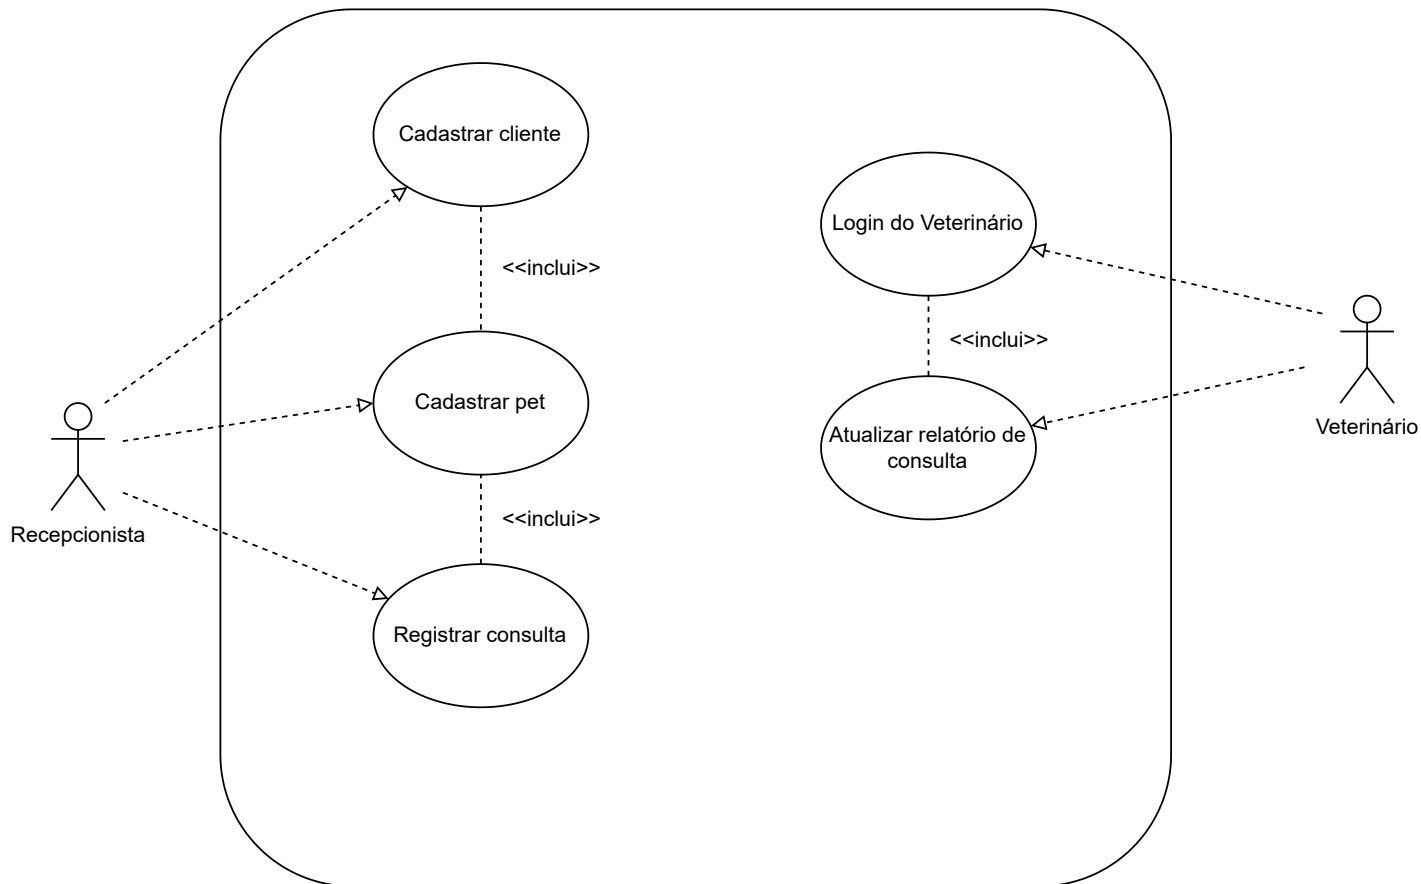 Cadastrar cliente
<<inclui>>
Cadastrar pet
<<inclui>>
Registrar consulta
Recepcionista
Login do Veterinário
<<inclui>>
Atualizar relatório de
consulta
Veterinário